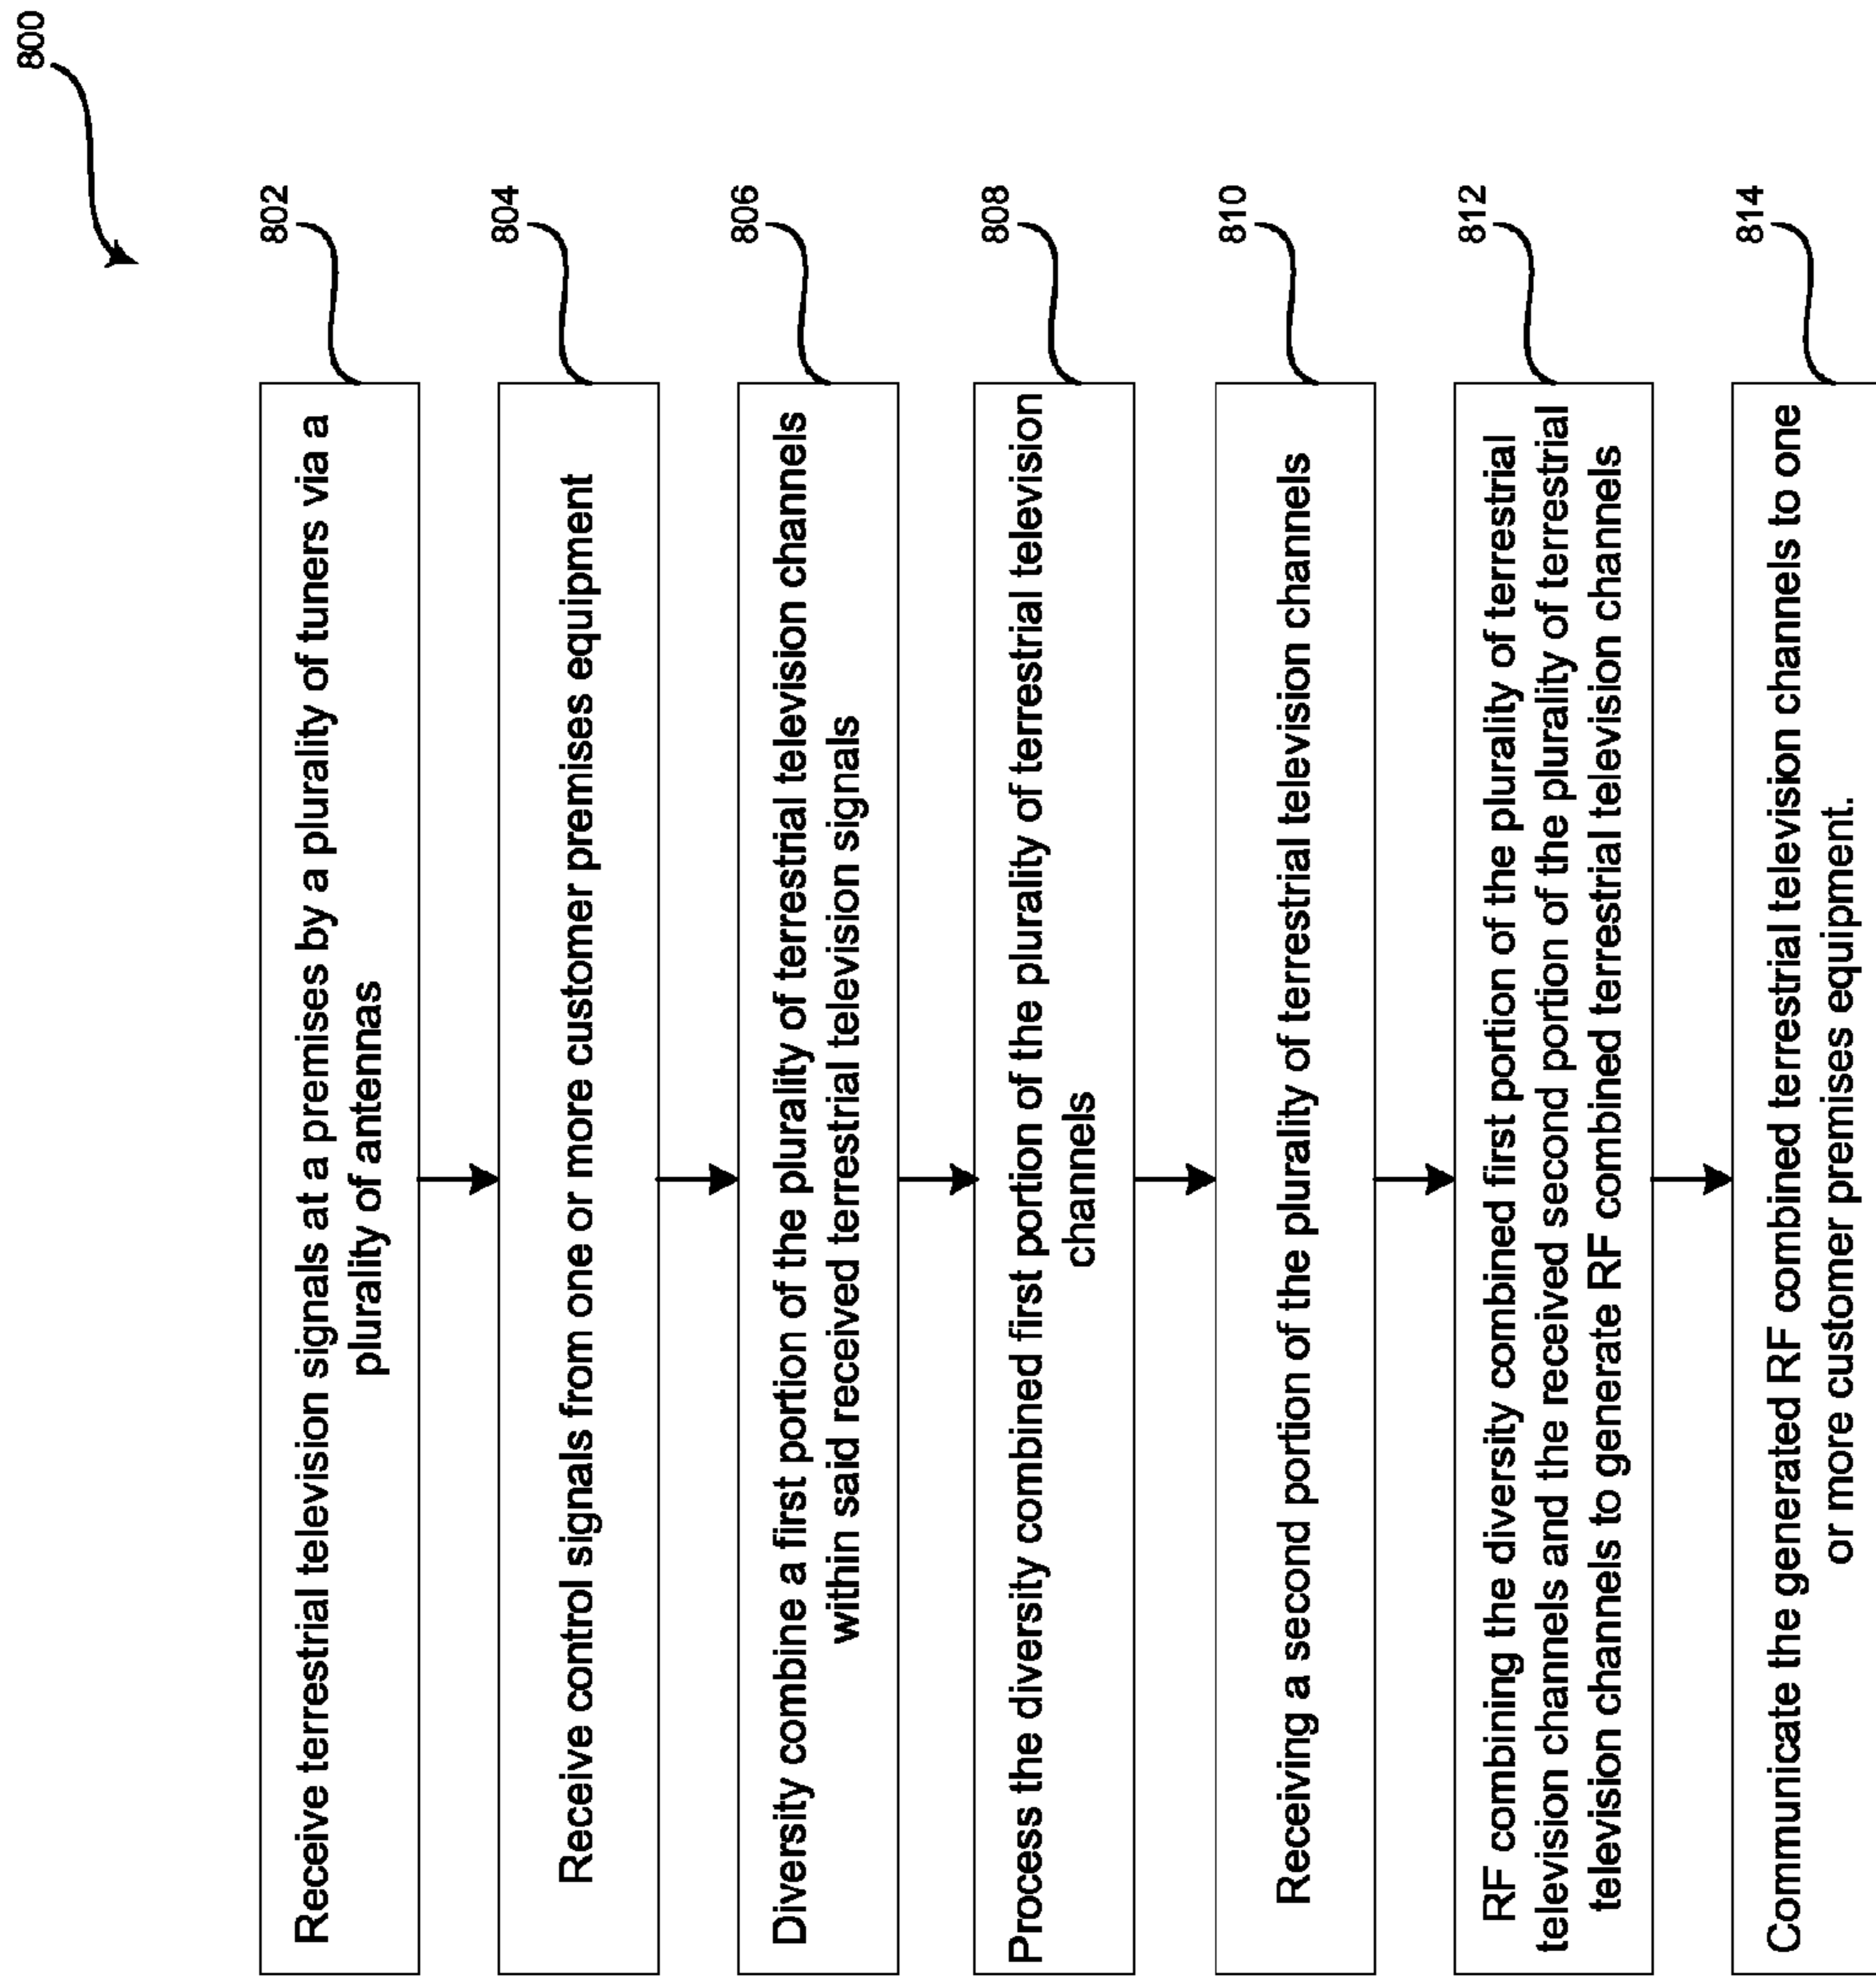 800
802
Receive terrestrial television signals at a premises by a plurality of tuners via a
plurality of antennas
804
Receive control signals from one or more customer premises equipment
806
Diversity combine a first portion of the plurality of terrestrial television channels
within said received terrestrial television signals
808
Process the diversity combined first portion of the plurality of terrestrial television
channels
810
Receiving a second portion of the plurality of terrestrial television channels
812
RF combining the diversity combined first portion of the plurality of terrestrial
television channels and the received second portion of the plurality of terrestrial
television channels to generate RF combined terrestrial television channels
814
Communicate the generated RF combined terrestrial television channels to one
or more customer premises equipment.